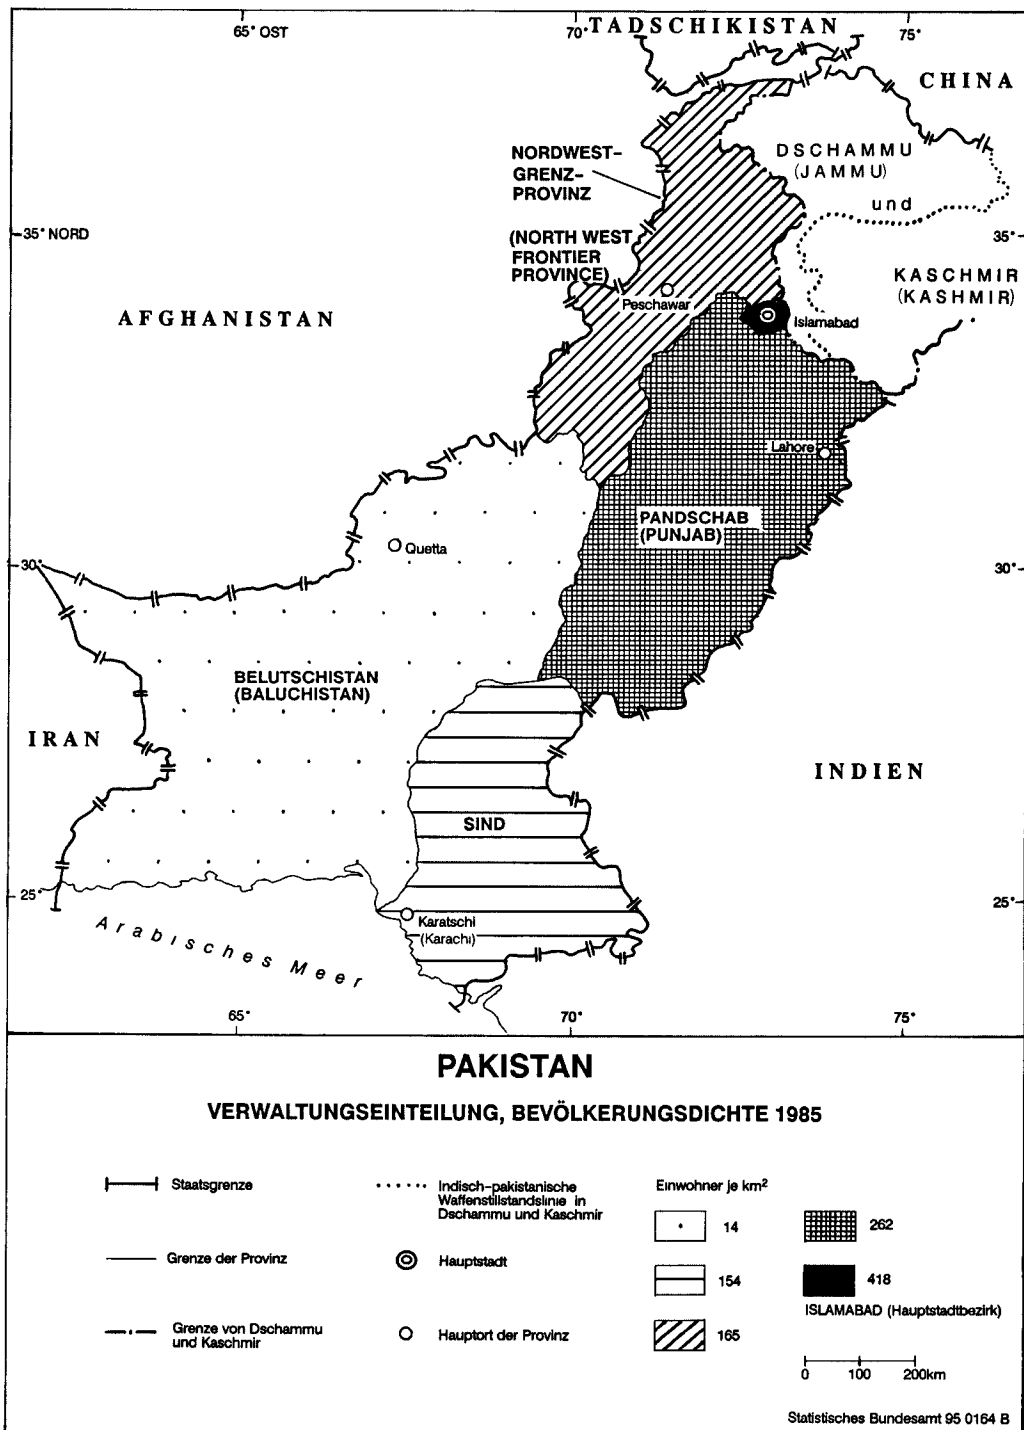 65° OST
70°
TADSCHIKISTAN
75°
CHINA
NORDWEST-
GRENZ-
PROVINZ
DSCHAMMU
(JAMMU)
und
35° NORD
(NORTH WEST
FRONTIER
PROVINCE)
35°
KASCHMIR
(KASHMIR)
Peschawar
AFGHANISTAN
Islamabad
Lahore
PANDSCHAB
(PUNJAB)
Quetta
30°
30°
BELUTSCHISTAN
(BALUCHISTAN)
IRAN
INDIEN
SIND
25°
25°
Karatschi
(Karachi)
Arabisches Meer
65°
70°
75°
PAKISTAN
VERWALTUNGSEINTEILUNG, BEVÖLKERUNGSDICHTE 1985
Staatsgrenze
Grenze der Provinz
Grenze von Dschammu
und Kaschmir
Indisch-pakistanische
Waffenstillstandslinie in
Dschammu und Kaschmir
Hauptstadt
Hauptort der Provinz
Einwohner je km²
14
154
165
262
418
ISLAMABAD (Hauptstadtbezirk)
0 100 200km
Statistisches Bundesamt 95 0164 B